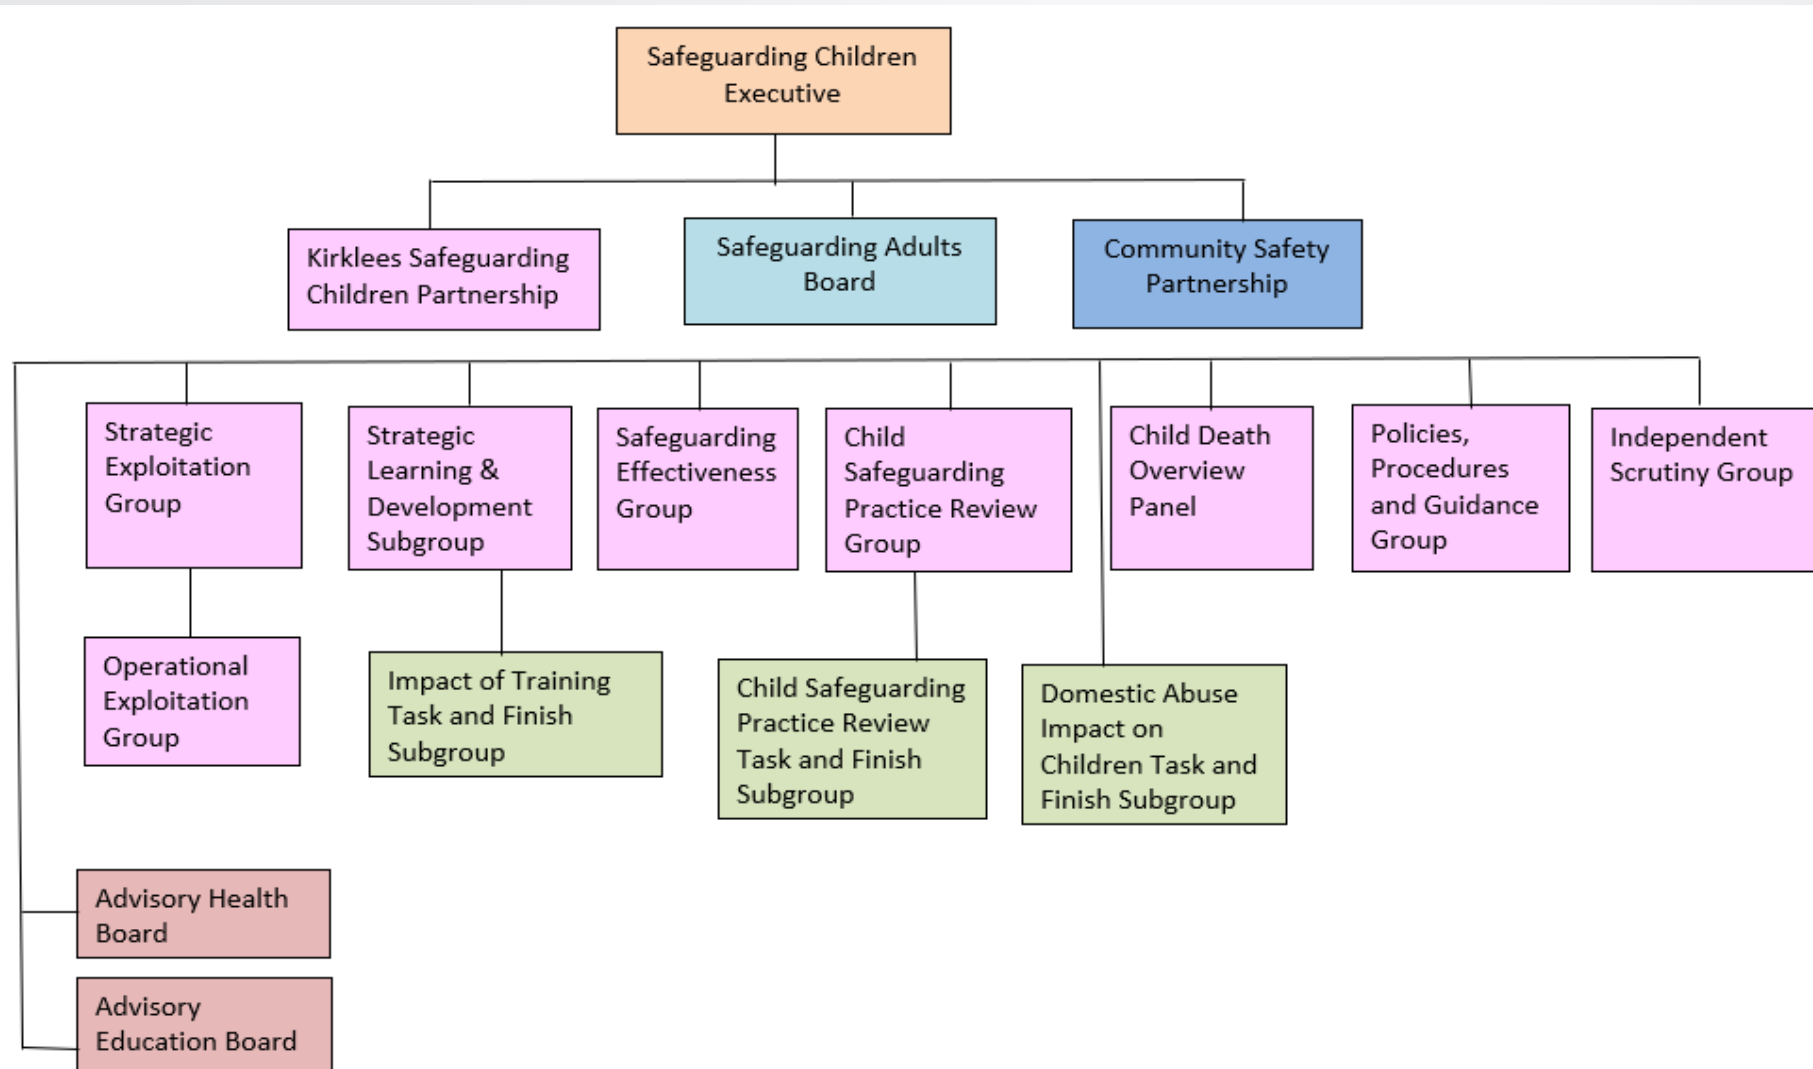 Safeguarding Children
Executive
Kirklees Safeguarding
Children Partnership
Safeguarding Adults
Board
Community Safety
Partnership
Strategic
Exploitation
Group
Strategic
Learning &
Development
Subgroup
Safeguarding
Effectiveness
Group
Child
Safeguarding
Practice Review
Group
Child Death
Overview
Panel
Policies,
Procedures
and Guidance
Group
Independent
Scrutiny Group
Operational
Exploitation
Group
Impact of Training
Task and Finish
Subgroup
Child Safeguarding
Practice Review
Task and Finish
Subgroup
Domestic Abuse
Impact on
Children Task and
Finish Subgroup
Advisory Health
Board
Advisory
Education Board